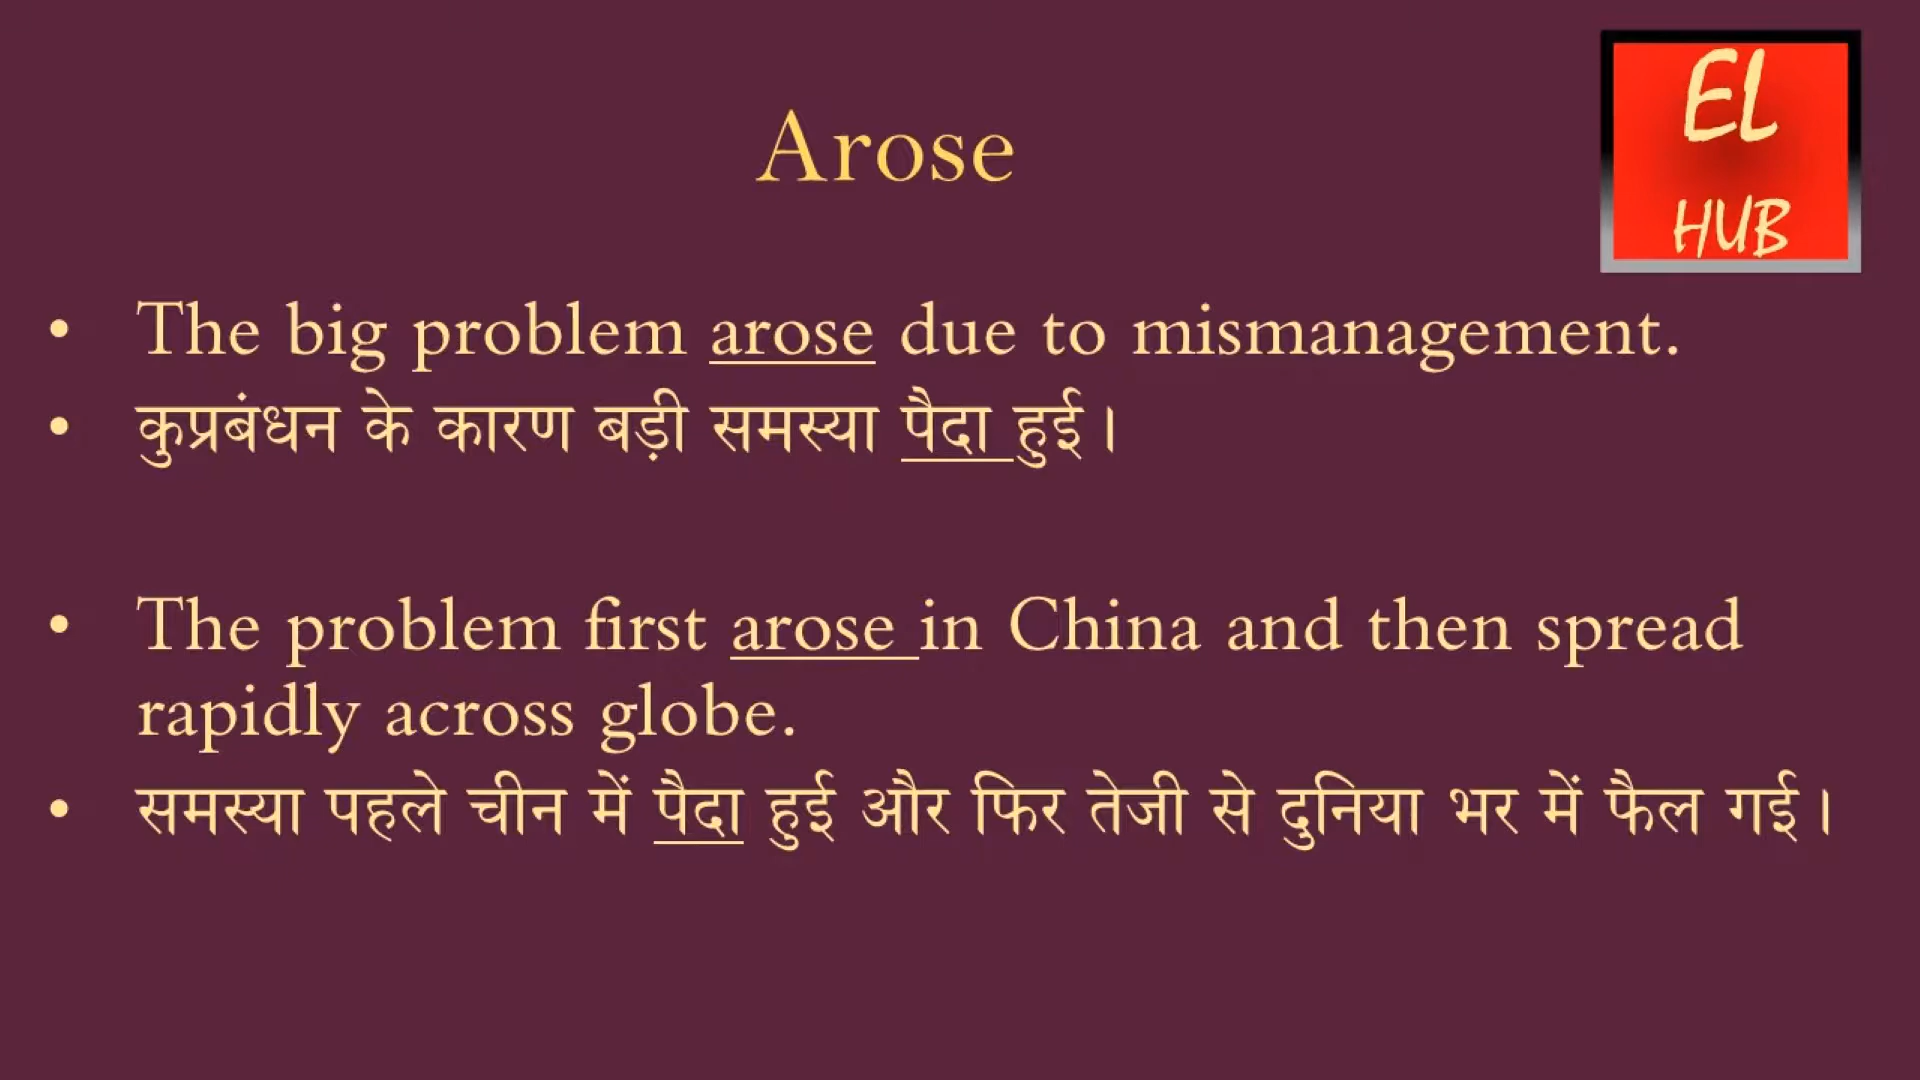 EL
HUB
Arose
• The big problem arose due to mismanagement.
• कुप्रबंधन के कारण बड़ी समस्या पैदा हुई।
• The problem first arose in China and then spread
rapidly across globe.
• समस्या पहले चीन में पैदा हुई और फिर तेजी से दुनिया भर में फैल गई।